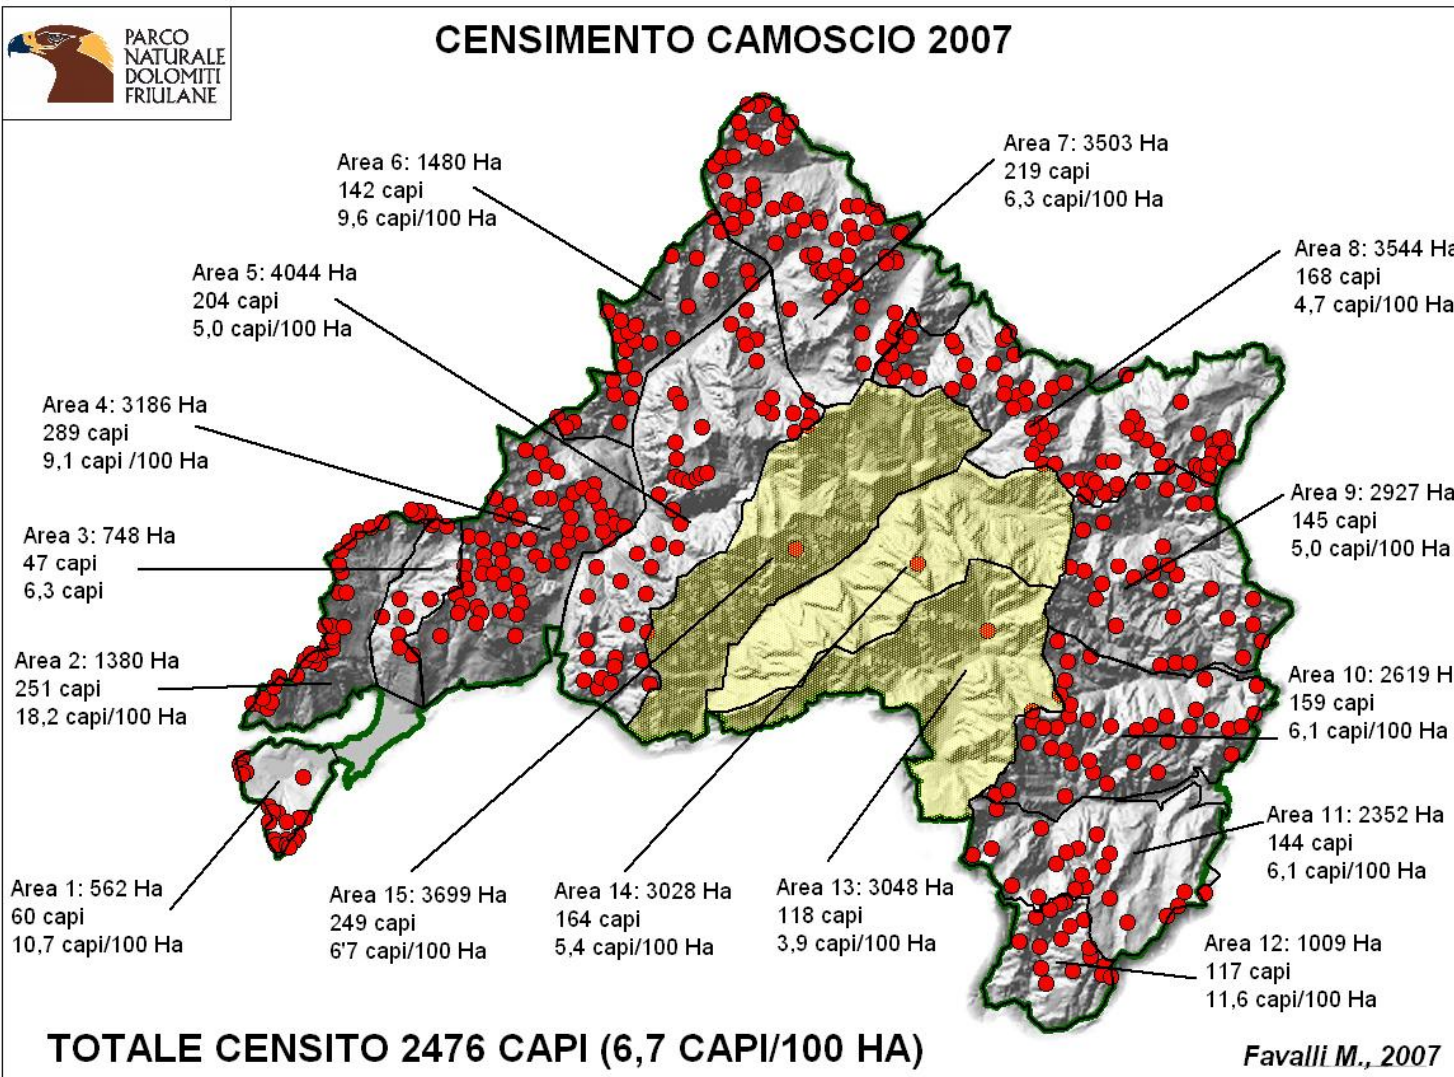 PARCO
NATURALE
DOLOMITI
FRIULANE
CENSIMENTO CAMOSCIO 2007
Area 6: 1480 Ha
142 capi
9,6 capi/100 Ha
Area 7: 3503 Ha
219 capi
6,3 capi/100 Ha
Area 5: 4044 Ha
204 capi
5,0 capi/100 Ha
Area 8: 3544 Ha
168 capi
4,7 capi/100 Ha
Area 4: 3186 Ha
289 capi
9,1 capi /100 Ha
Area 9: 2927 Ha
145 capi
5,0 capi/100 Ha
Area 3: 748 Ha
47 capi
6,3 capi
Area 2: 1380 Ha
251 capi
18,2 capi/100 Ha
Area 10: 2619 H
159 capi
6,1 capi/100 Ha
Area 11: 2352 Ha
144 capi
6,1 capi/100 Ha
Area 1: 562 Ha
60 capi
10,7 capi/100 Ha
Area 15: 3699 Ha
249 capi
6'7 capi/100 Ha
Area 14: 3028 Ha
164 capi
5,4 capi/100 Ha
Area 13: 3048 Ha
118 capi
3,9 capi/100 Ha
Area 12: 1009 Ha
117 capi
11,6 capi/100 Ha
TOTALE CENSITO 2476 CAPI (6,7 CAPI/100 HA)
Favalli M., 2007